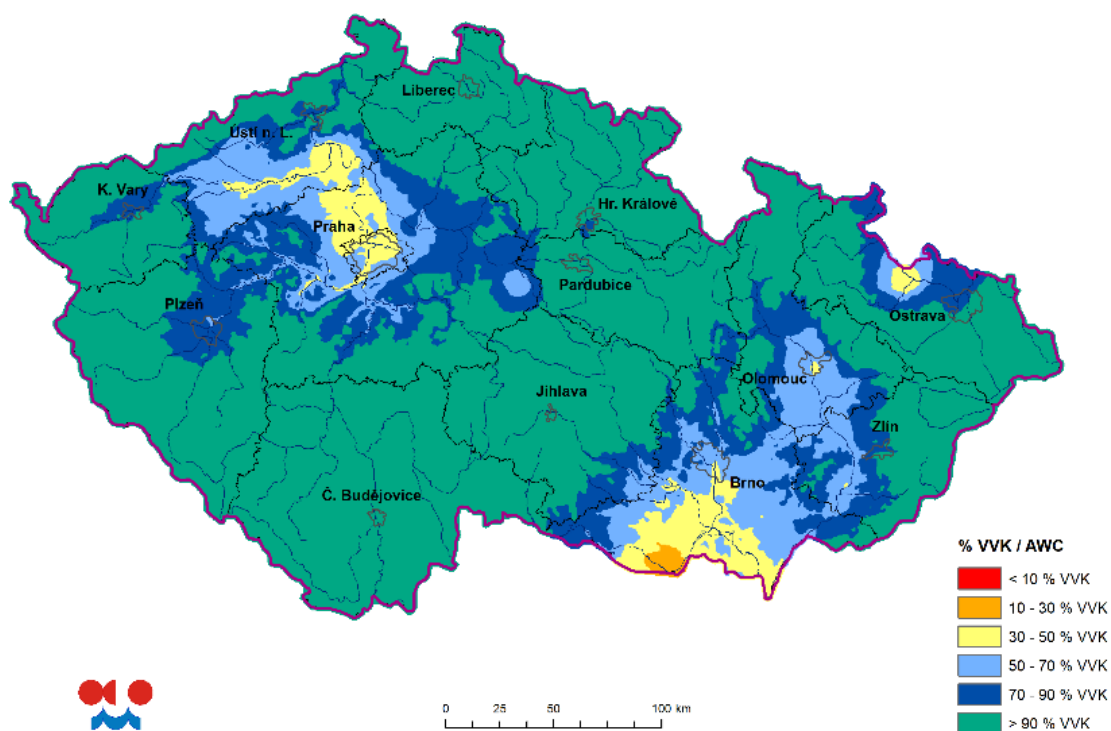 Liberec
Ústí n. L.
K. Vary
Hr. Králové
Praha
Pardubice
Plzeň
Ostrava
Jihlava
Olomouc
Zlín
Brno
Č. Budějovice
% VVK / AWC
< 10 % VVK
10 - 30 % VVK
30 - 50 % VVK
50 - 70 % VVK
70 - 90 % VVK
> 90 % VVK
0 25 50 100 km